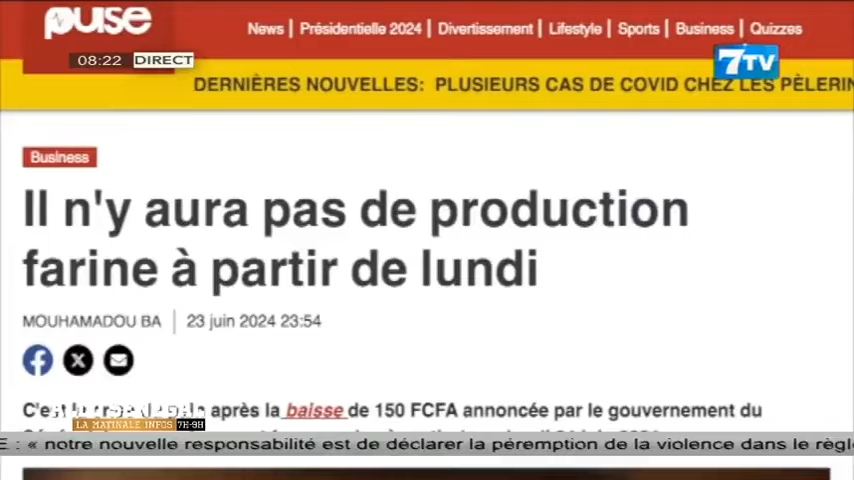 pulse
News | Présidentielle 2024 | Divertissement | Lifestyle | Sports | Business | Quizzes
08:22 DIRECT
7TV
DERNIÈRES NOUVELLES: PLUSIEURS CAS DE COVID CHEZ LES PÈLERIN
Business
Il n'y aura pas de production
farine à partir de lundi
MOUHAMADOU BA | 23 juin 2024 23:54
après la baisse de 150 FCFA annoncée par le gouvernement du
LA MATINALE INFOS 7H-9H
E : « notre nouvelle responsabilité est de déclarer la péremption de la violence dans le règle